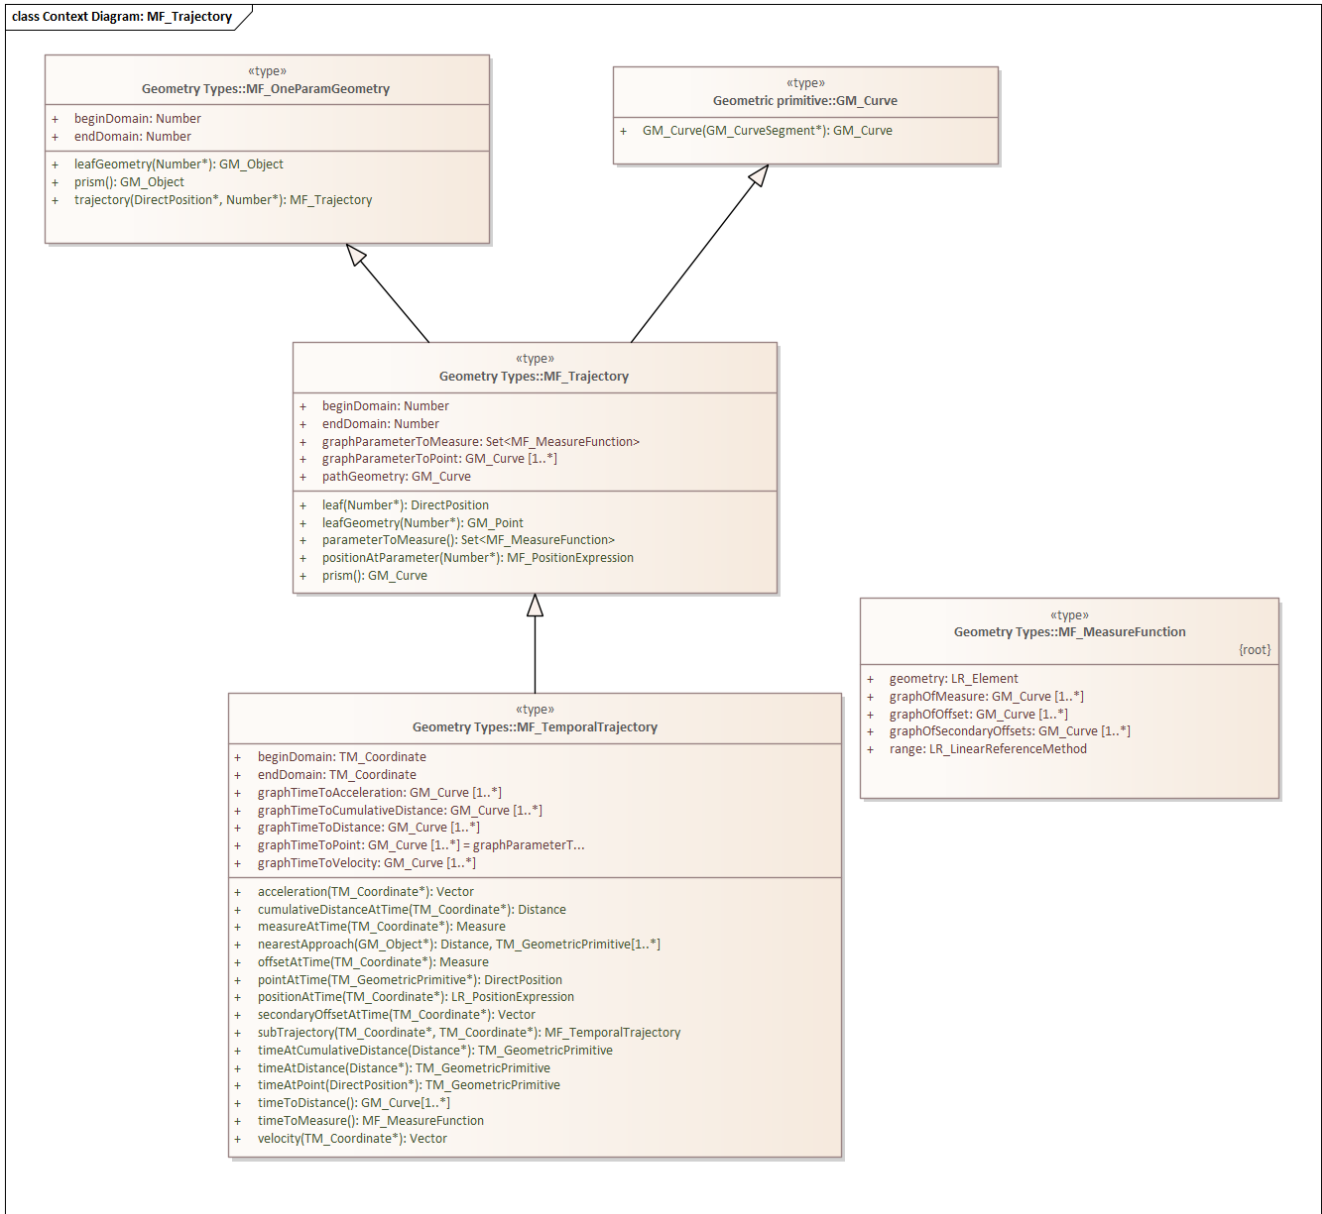 class Context Diagram: MF_Trajectory
«type»
Geometry Types::MF_OneParamGeometry
+ beginDomain: Number
+ endDomain: Number
+ leafGeometry(Number*): GM_Object
+ prism(): GM_Object
+ trajectory(DirectPosition*, Number*): MF_Trajectory
«type»
Geometric primitive::GM_Curve
+ GM_Curve(GM_CurveSegment*): GM_Curve
«type»
Geometry Types::MF_Trajectory
+ beginDomain: Number
+ endDomain: Number
+ graphParameterToMeasure: Set<MF_MeasureFunction>
+ graphParameterToPoint: GM_Curve [1..*]
+ pathGeometry: GM_Curve
+ leaf(Number*): DirectPosition
+ leafGeometry(Number*): GM_Point
+ parameterToMeasure(): Set<MF_MeasureFunction>
+ positionAtParameter(Number*): MF_PositionExpression
+ prism(): GM_Curve
«type»
Geometry Types::MF_MeasureFunction
{root}
+ geometry: LR_Element
+ graphOfMeasure: GM_Curve [1..*]
+ graphOfOffset: GM_Curve [1..*]
+ graphOfSecondaryOffsets: GM_Curve [1..*]
+ range: LR_LinearReferenceMethod
«type»
Geometry Types::MF_TemporalTrajectory
+ beginDomain: TM_Coordinate
+ endDomain: TM_Coordinate
+ graphTimeToAcceleration: GM_Curve [1..*]
+ graphTimeToCumulativeDistance: GM_Curve [1..*]
+ graphTimeToDistance: GM_Curve [1..*]
+ graphTimeToPoint: GM_Curve [1..*] = graphParameterT...
+ graphTimeToVelocity: GM_Curve [1..*]
+ acceleration(TM_Coordinate*): Vector
+ cumulativeDistanceAtTime(TM_Coordinate*): Distance
+ measureAtTime(TM_Coordinate*): Measure
+ nearestApproach(GM_Object*): Distance, TM_GeometricPrimitive[1..*]
+ offsetAtTime(TM_Coordinate*): Measure
+ pointAtTime(TM_GeometricPrimitive*): DirectPosition
+ positionAtTime(TM_Coordinate*): LR_PositionExpression
+ secondaryOffsetAtTime(TM_Coordinate*): Vector
+ subTrajectory(TM_Coordinate*, TM_Coordinate*): MF_TemporalTrajectory
+ timeAtCumulativeDistance(Distance*): TM_GeometricPrimitive
+ timeAtDistance(Distance*): TM_GeometricPrimitive
+ timeAtPoint(DirectPosition*): TM_GeometricPrimitive
+ timeToDistance(): GM_Curve[1..*]
+ timeToMeasure(): MF_MeasureFunction
+ velocity(TM_Coordinate*): Vector